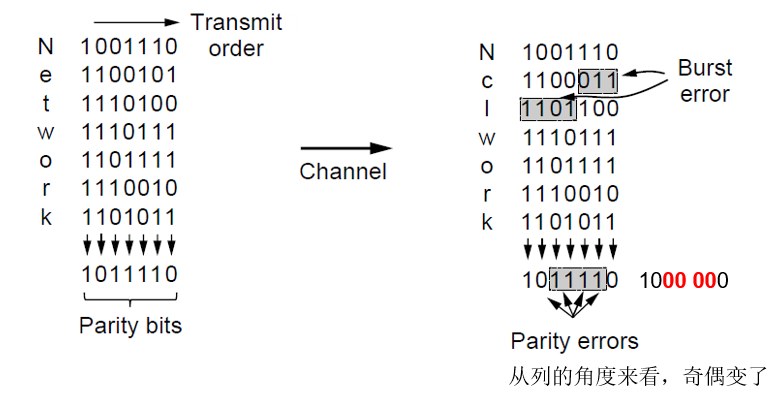 Transmit
order
N 1001110
e 1100101
t 1110100
w 1110111
o 1101111
r 1110010
k 1101011
1011110
Parity bits
Channel
N 1001110
c 1100011
l 1101100
w 1110111
o 1101111
r 1110010
k 1101011
Burst
error
1011110 1000 000
Parity errors
从列的角度来看，奇偶变了